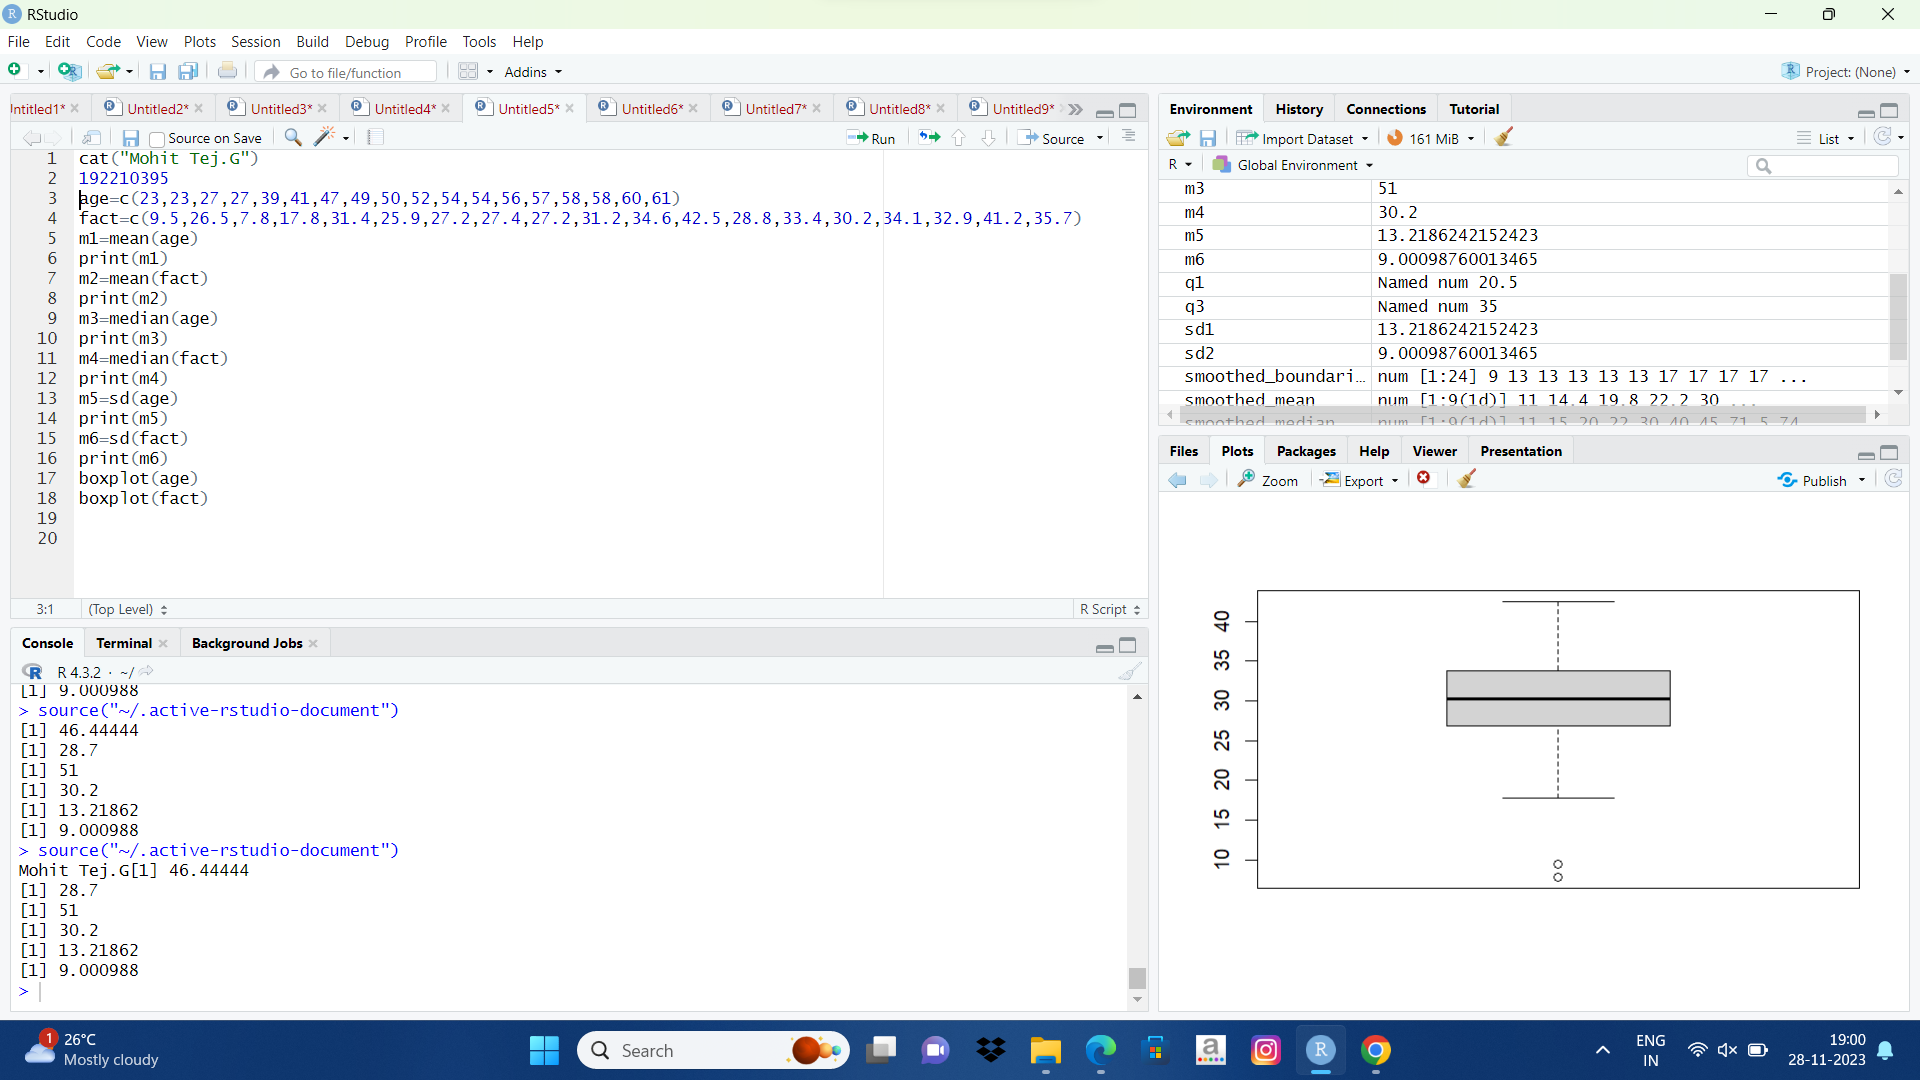 RStudio
File Edit Code View Plots Session Build Debug Profile Tools Help
Go to file/function Addins Project: (None)
ntitled1* Untitled2* Untitled3* Untitled4* Untitled5* Untitled6* Untitled7* Untitled8* Untitled9*
Source on Save Run Source
1 cat("Mohit Tej.G")
2 192210395
3 age=c(23,23,27,27,39,41,47,49,50,52,54,54,56,57,58,58,60,61)
4 fact=c(9.5,26.5,7.8,17.8,31.4,25.9,27.2,27.4,27.2,31.2,34.6,42.5,28.8,33.4,30.2,34.1,32.9,41.2,35.7)
5 m1=mean(age)
6 print(m1)
7 m2=mean(fact)
8 print(m2)
9 m3=median(age)
10 print(m3)
11 m4=median(fact)
12 print(m4)
13 m5=sd(age)
14 print(m5)
15 m6=sd(fact)
16 print(m6)
17 boxplot(age)
18 boxplot(fact)
19
20
3:1 (Top Level) R Script
Console Terminal Background Jobs
R R 4.3.2 · ~/
[1] 9.000988
> source("~/.active-rstudio-document")
[1] 46.44444
[1] 28.7
[1] 51
[1] 30.2
[1] 13.21862
[1] 9.000988
> source("~/.active-rstudio-document")
Mohit Tej.G[1] 46.44444
[1] 28.7
[1] 51
[1] 30.2
[1] 13.21862
[1] 9.000988
>
Environment History Connections Tutorial
Import Dataset 161 MiB List
R Global Environment
m3 51
m4 30.2
m5 13.2186242152423
m6 9.00098760013465
q1 Named num 20.5
q3 Named num 35
sd1 13.2186242152423
sd2 9.00098760013465
smoothed_boundari… num [1:24] 9 13 13 13 13 13 17 17 17 17 ...
smoothed_mean num [1:9(1d)] 11 14.4 19.8 22.2 30 ...
smoothed_median num [1:9(1d)] 11 15 20 22 30 40 45 71.5 74
Files Plots Packages Help Viewer Presentation
Zoom Export Publish
40
35
30
25
20
15
10
1 26°C
Mostly cloudy
Search
a
R
ENG
IN
19:00
28-11-2023